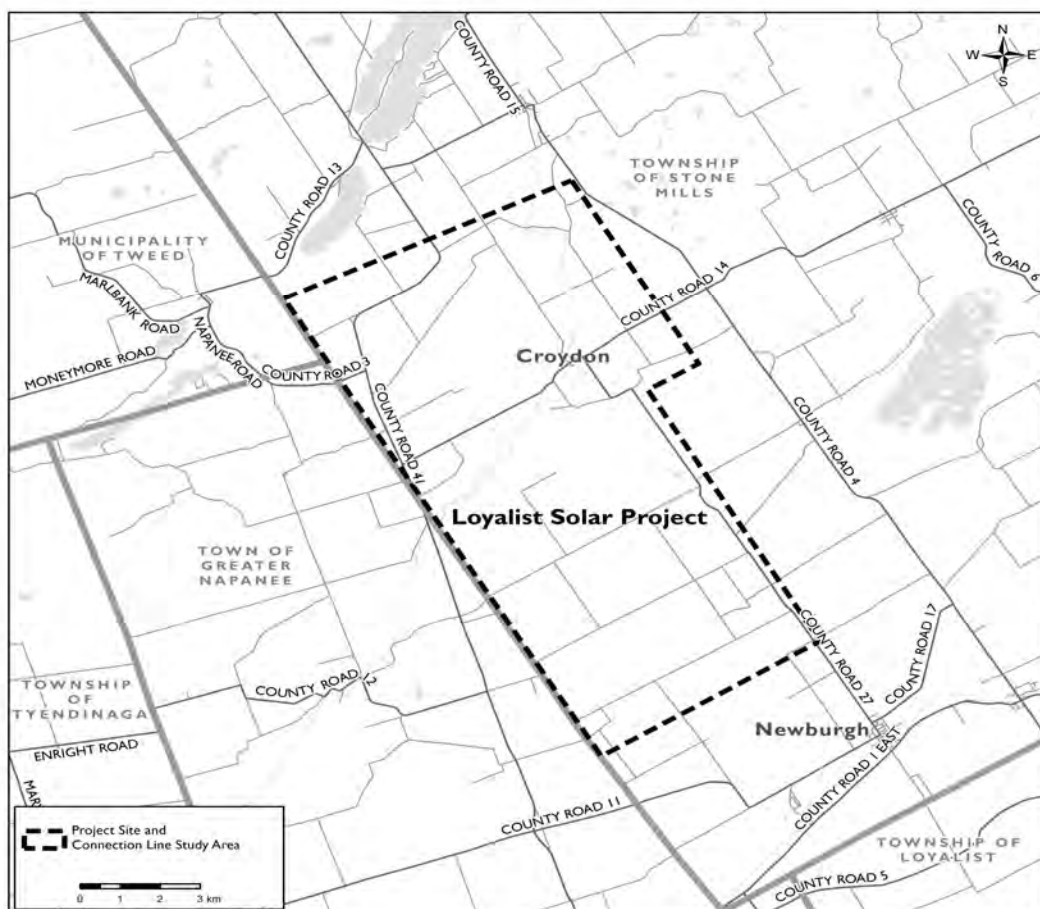 N
W
E
S
COUNTY ROAD 15
COUNTY ROAD 13
TOWNSHIP
OF STONE
MILLS
MUNICIPALITY
OF TWEED
MARLBANK ROAD
NAPANEE ROAD
MONEYMORE ROAD
COUNTY ROAD 3
COUNTY ROAD 14
COUNTY ROAD 6
Croydon
COUNTY ROAD 41
COUNTY ROAD 4
Loyalist Solar Project
TOWN OF
GREATER
NAPANEE
COUNTY ROAD 12
TOWNSHIP
OF
TYENDINAGA
ENRIGHT ROAD
COUNTY ROAD 27
COUNTY ROAD 17
Newburgh
COUNTY ROAD 1 EAST
COUNTY ROAD 11
TOWNSHIP OF
LOYALIST
COUNTY ROAD 5
Project Site and
Connection Line Study Area
0 1 2 3 km